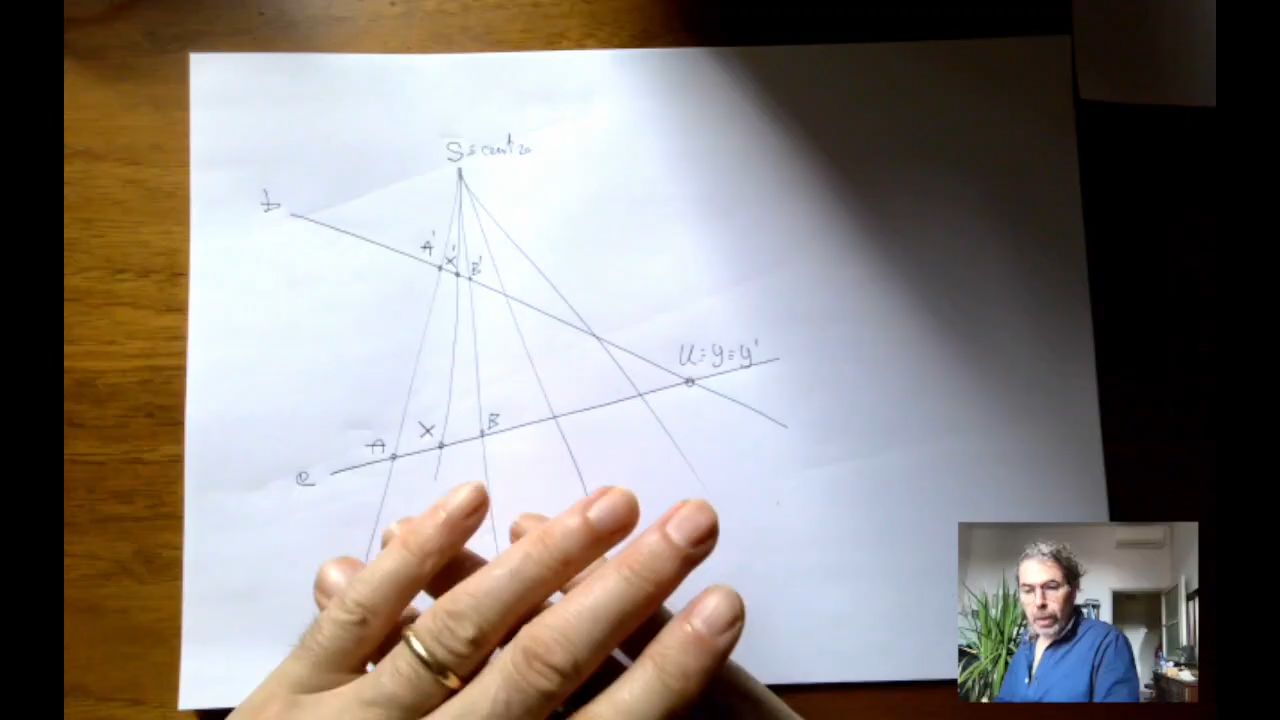 S ≡ centro
b
A' X' B'
U ≡ y ≡ y'
A X B
a